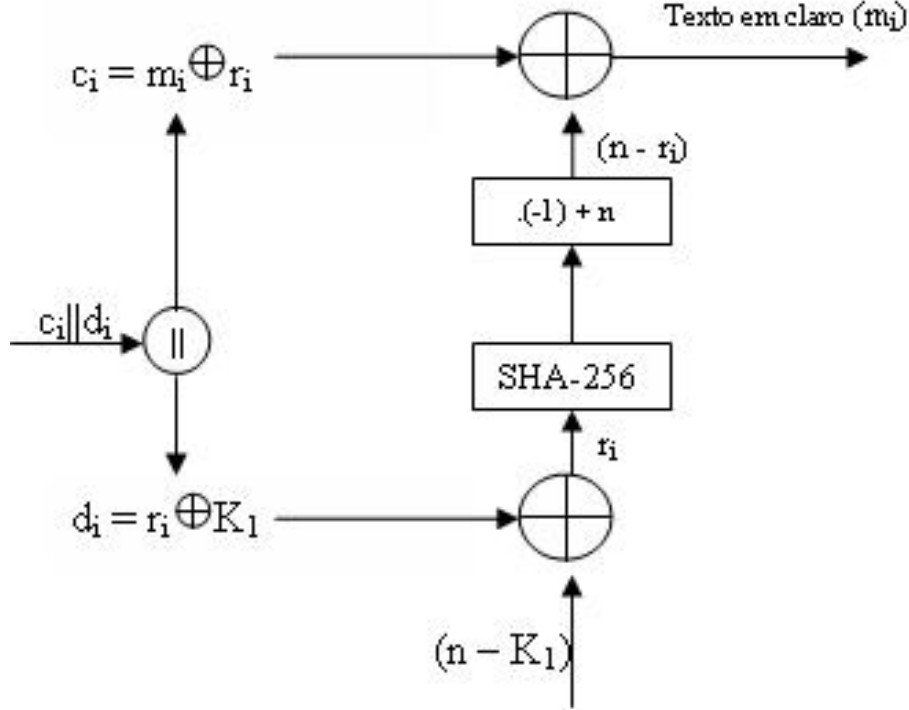 Texto em claro (mᵢ)
cᵢ = mᵢ ⊕ rᵢ
(n - rᵢ)
.(-1) + n
cᵢ||dᵢ
||
SHA-256
rᵢ
dᵢ = rᵢ ⊕ K₁
(n – K₁)